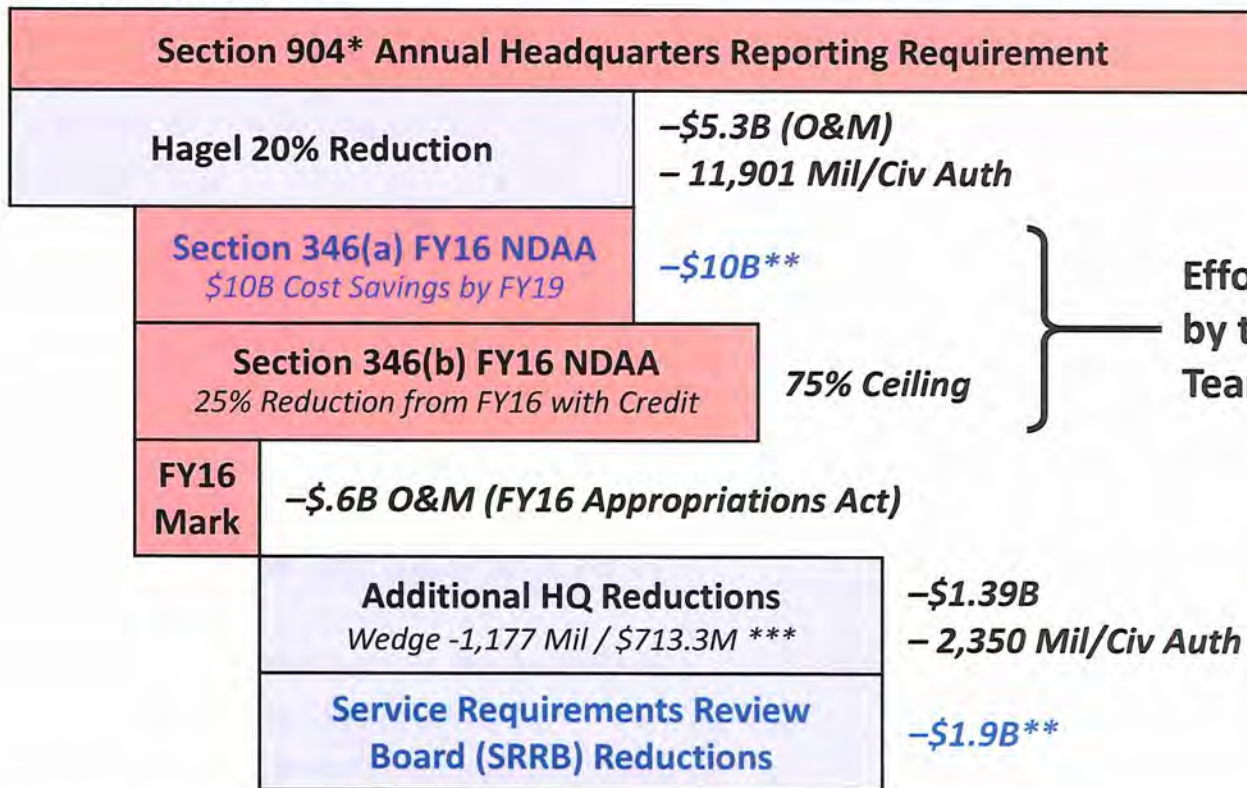 Section 904* Annual Headquarters Reporting Requirement
Hagel 20% Reduction
–$5.3B (O&M)
– 11,901 Mil/Civ Auth
Section 346(a) FY16 NDAA
$10B Cost Savings by FY19
–$10B**
Section 346(b) FY16 NDAA
25% Reduction from FY16 with Credit
75% Ceiling
by
FY16
Mark
–$.6B O&M (FY16 Appropriations Act)
Additional HQ Reductions
Wedge -1,177 Mil / $713.3M ***
–$1.39B
– 2,350 Mil/Civ Auth
Service Requirements Review
Board (SRRB) Reductions
–$1.9B**